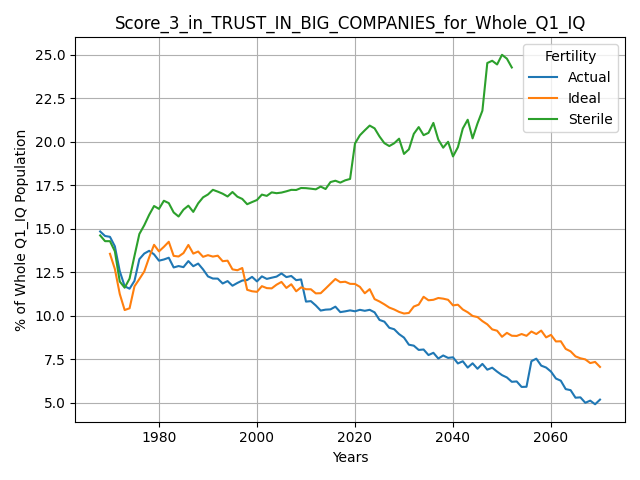 Score_3_in_TRUST_IN_BIG_COMPANIES_for_Whole_Q1_IQ
Fertility
Actual
Ideal
Sterile
% of Whole Q1_IQ Population
25.0
22.5
20.0
17.5
15.0
12.5
10.0
7.5
5.0
1980
2000
2020
2040
2060
Years